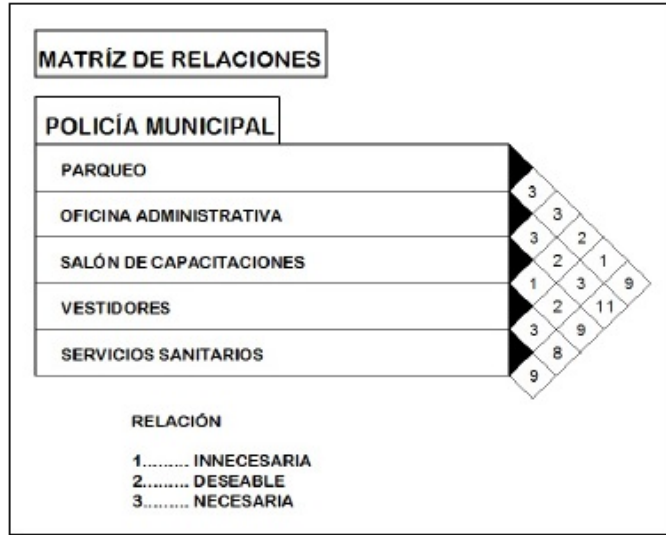 MATRÍZ DE RELACIONES
POLICÍA MUNICIPAL
PARQUEO
3
OFICINA ADMINISTRATIVA
3
3
2
SALÓN DE CAPACITACIONES
2
1
1
3
9
VESTIDORES
2
11
3
9
SERVICIOS SANITARIOS
8
9
RELACIÓN
1......... INNECESARIA
2......... DESEABLE
3......... NECESARIA